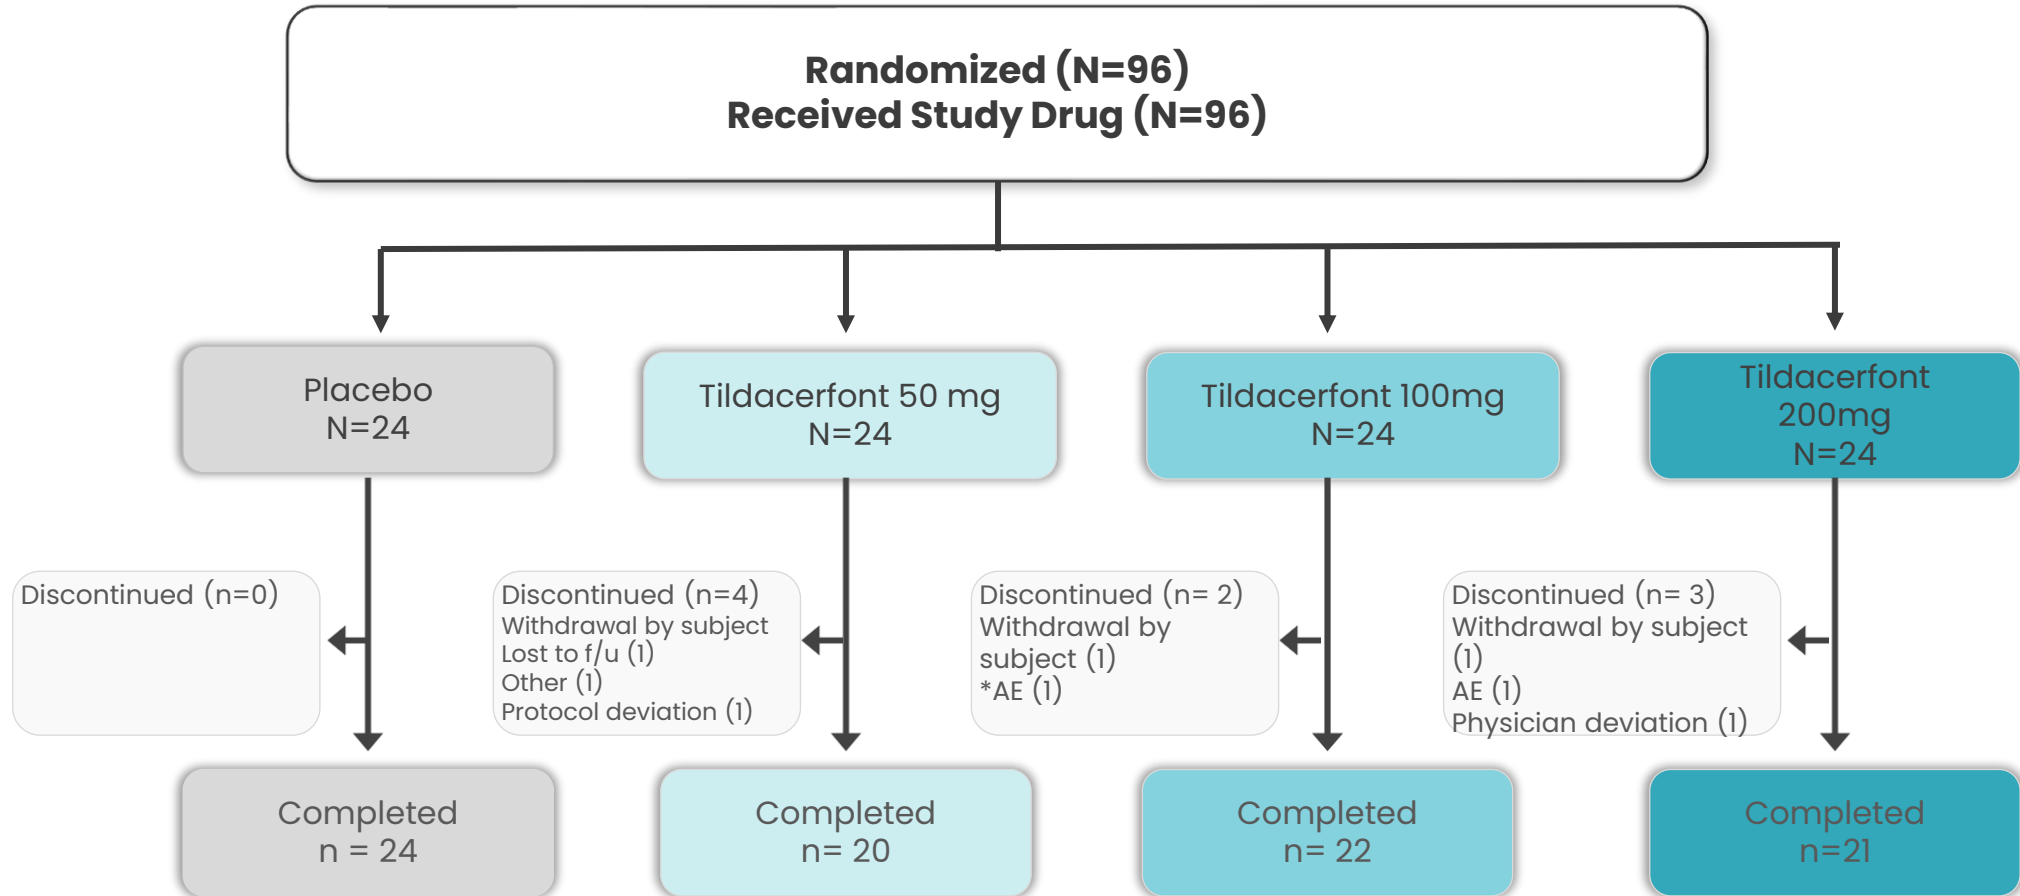 Randomized (N=96)
Received Study Drug (N=96)
Placebo
N=24
Tildacerfont 50 mg
N=24
Tildacerfont 100mg
N=24
Tildacerfont
200mg
N=24
Discontinued (n=0)
Discontinued (n=4)
Withdrawal by subject
Lost to f/u (1)
Other (1)
Protocol deviation (1)
Discontinued (n= 2)
Withdrawal by
subject (1)
*AE (1)
Discontinued (n= 3)
Withdrawal by subject
(1)
AE (1)
Physician deviation (1)
Completed
n = 24
Completed
n= 20
Completed
n= 22
Completed
n=21